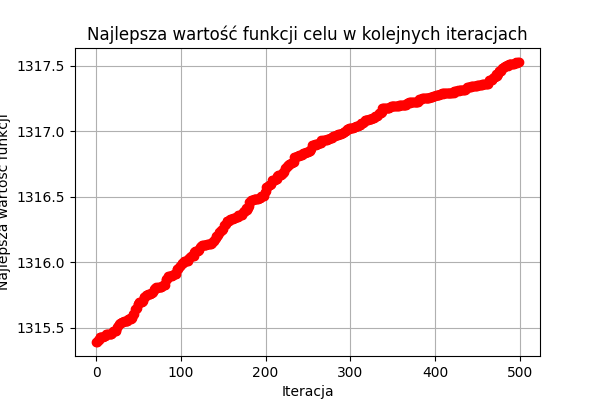 Najlepsza wartość funkcji celu w kolejnych iteracjach
1317.5
1317.0
1316.5
1316.0
1315.5
Najlepsza wartość funkcji
0 100 200 300 400 500
Iteracja